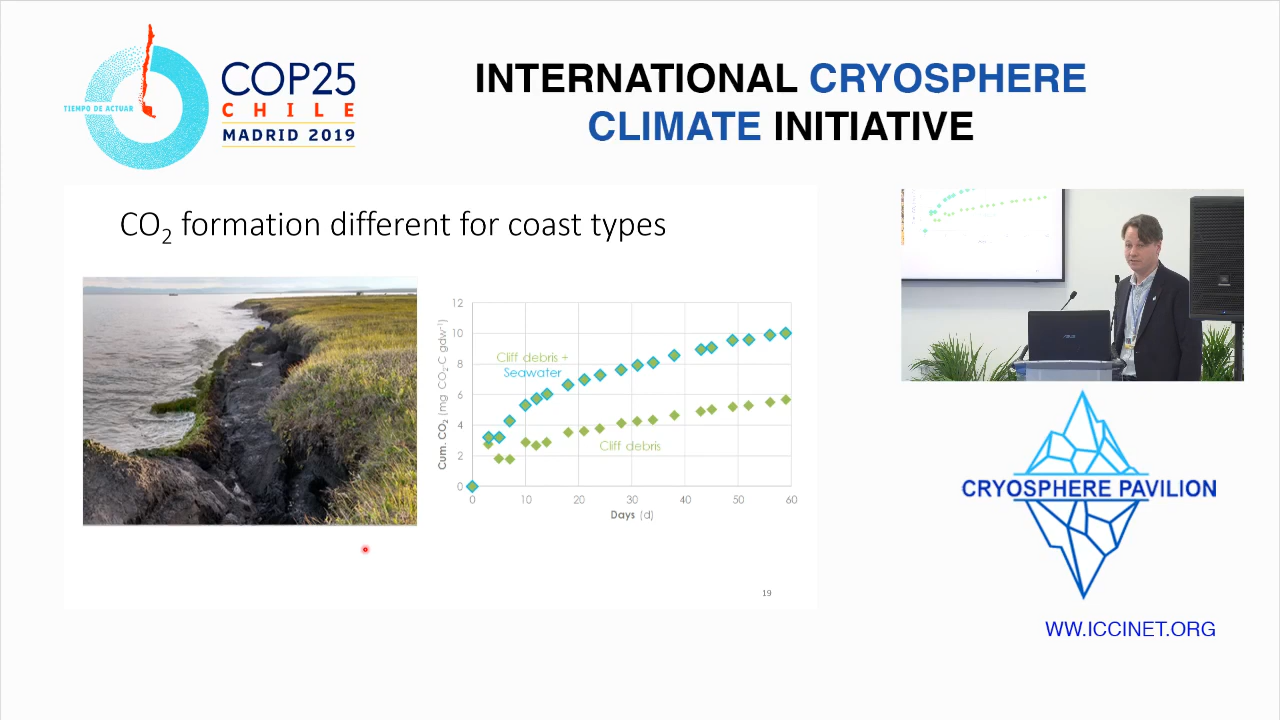 TIEMPO DE ACTUAR
COP25
CHILE
MADRID 2019
INTERNATIONAL CRYOSPHERE
CLIMATE INITIATIVE
CO2 formation different for coast types
12
10
8
6
4
2
0
Cum. CO2 (mg CO2-C gdw-1)
Cliff debris +
Seawater
Cliff debris
0 10 20 30 40 50 60
Days (d)
19
CRYOSPHERE PAVILION
WW.ICCINET.ORG